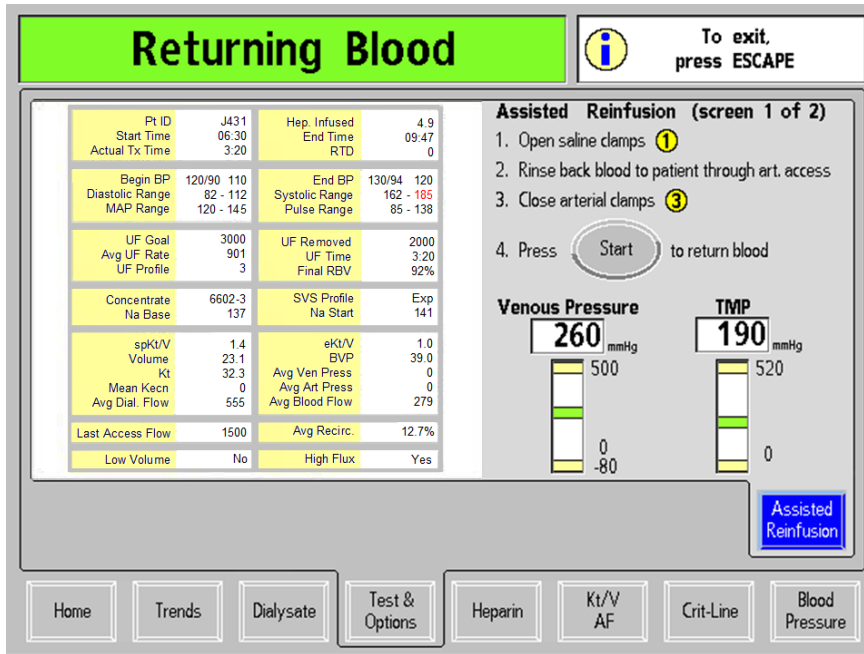 Returning Blood
i
To exit,
press ESCAPE
Pt ID J431 Hep. Infused 4.9
Start Time 06:30 End Time 09:47
Actual Tx Time 3:20 RTD 0
Begin BP 120/90 110 End BP 130/94 120
Diastolic Range 82 - 112 Systolic Range 162 - 185
MAP Range 120 - 145 Pulse Range 85 - 138
UF Goal 3000 UF Removed 2000
Avg UF Rate 901 UF Time 3:20
UF Profile 3 Final RBV 92%
Concentrate 6602-3 SVS Profile Exp
Na Base 137 Na Start 141
spKt/V 1.4 eKt/V 1.0
Volume 23.1 BVP 39.0
Kt 32.3 Avg Ven Press 0
Mean Kecn 0 Avg Art Press 0
Avg Dial. Flow 555 Avg Blood Flow 279
Last Access Flow 1500 Avg Recirc. 12.7%
Low Volume No High Flux Yes
Assisted Reinfusion (screen 1 of 2)
1. Open saline clamps 1
2. Rinse back blood to patient through art. access
3. Close arterial clamps 3
4. Press Start to return blood
Venous Pressure TMP
260 mmHg 190 mmHg
500 520
0 0
-80
Assisted
Reinfusion
Home Trends Dialysate Test & Options Heparin Kt/V AF Crit-Line Blood Pressure